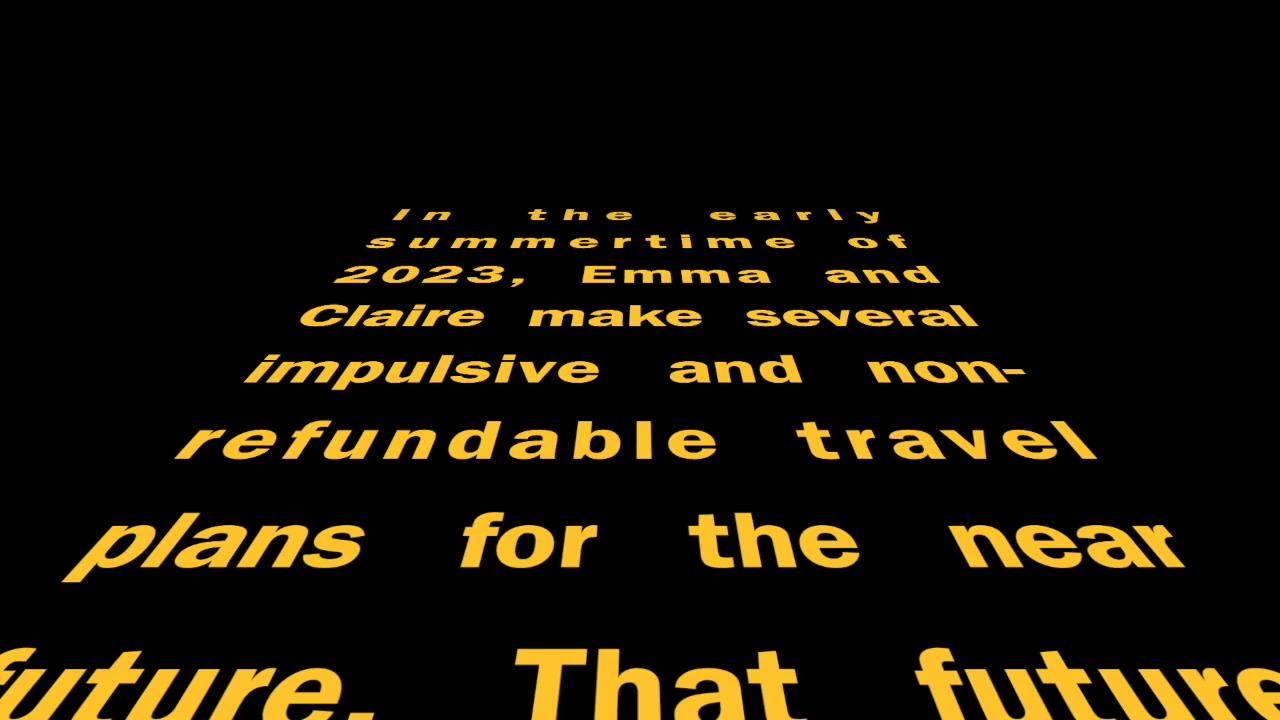 In the early
summertime of
2023, Emma and
Claire make several
impulsive and non-
refundable travel
plans for the near
future. That future